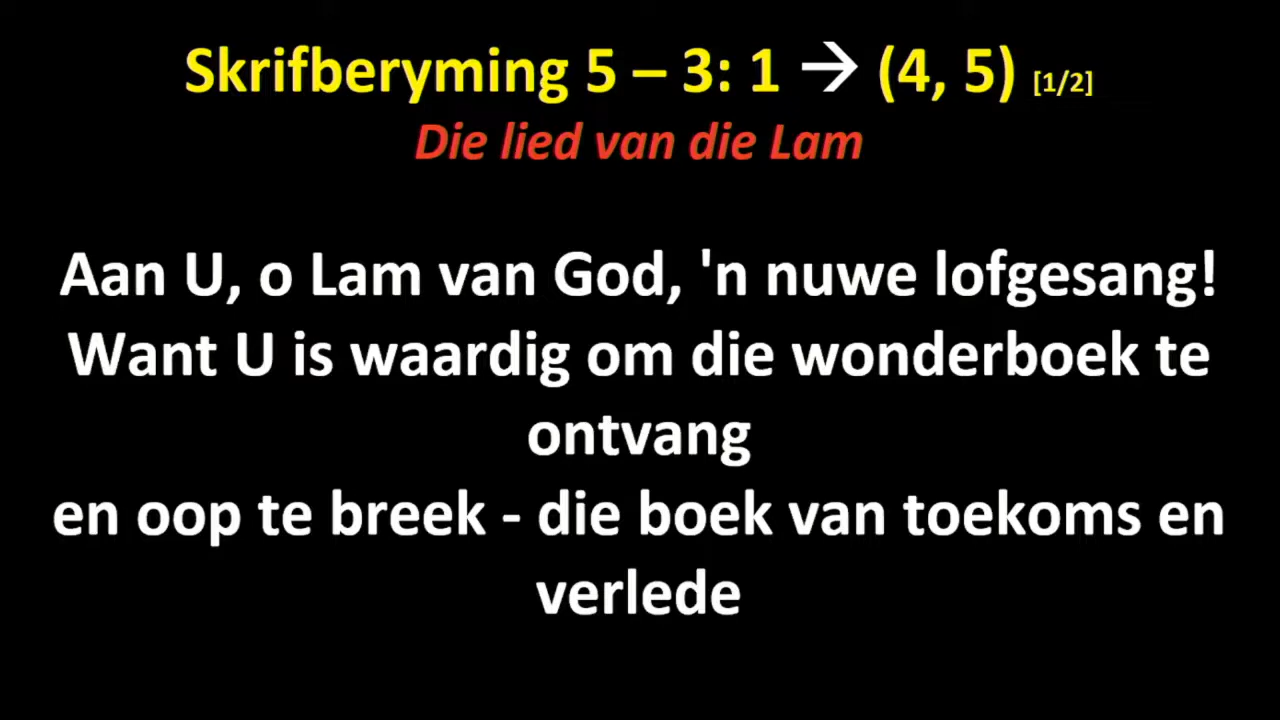 Skrifberyming 5 – 3: 1 → (4, 5) [1/2]
Die lied van die Lam
Aan U, o Lam van God, 'n nuwe lofgesang!
Want U is waardig om die wonderboek te
ontvang
en oop te breek - die boek van toekoms en
verlede